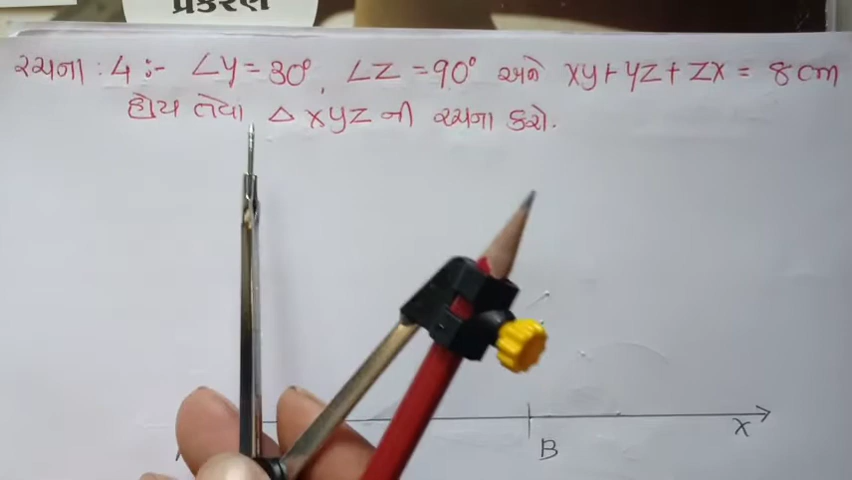 પ્રકરણ
રચના : 4 :- ∠Y = 30°, ∠Z = 90° અને XY + YZ + ZX = 8 cm
હોય તેવા △ XYZ ની રચના કરો.
X
B